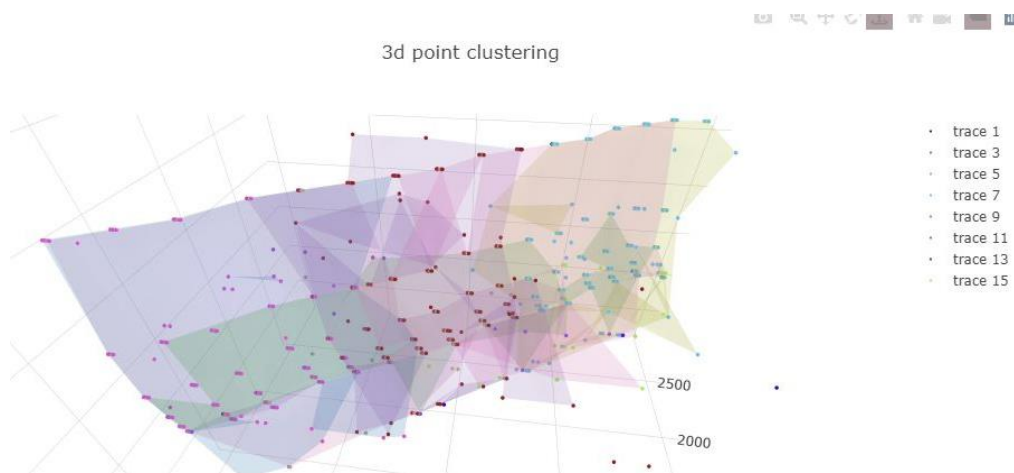 3d point clustering
trace 1
trace 3
trace 5
trace 7
trace 9
trace 11
trace 13
trace 15
2500
2000